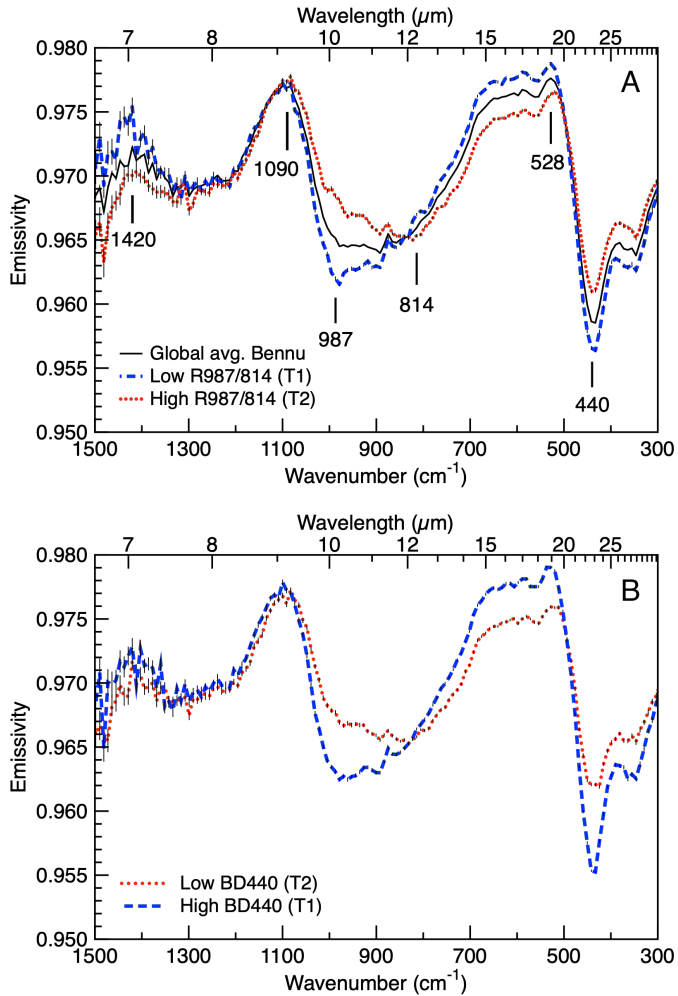 Wavelength (µm)
7 8 9 10 12 15 20 25
0.980
A
0.975
1090
528
0.970
1420
Emissivity
0.965
814
987
0.960
Global avg. Bennu
Low R987/814 (T1)
0.955
High R987/814 (T2)
440
0.950
1500 1300 1100 900 700 500 300
Wavenumber (cm⁻¹)
Wavelength (µm)
7 8 9 10 12 15 20 25
0.980
B
0.975
0.970
Emissivity
0.965
0.960
0.955
Low BD440 (T2)
High BD440 (T1)
0.950
1500 1300 1100 900 700 500 300
Wavenumber (cm⁻¹)